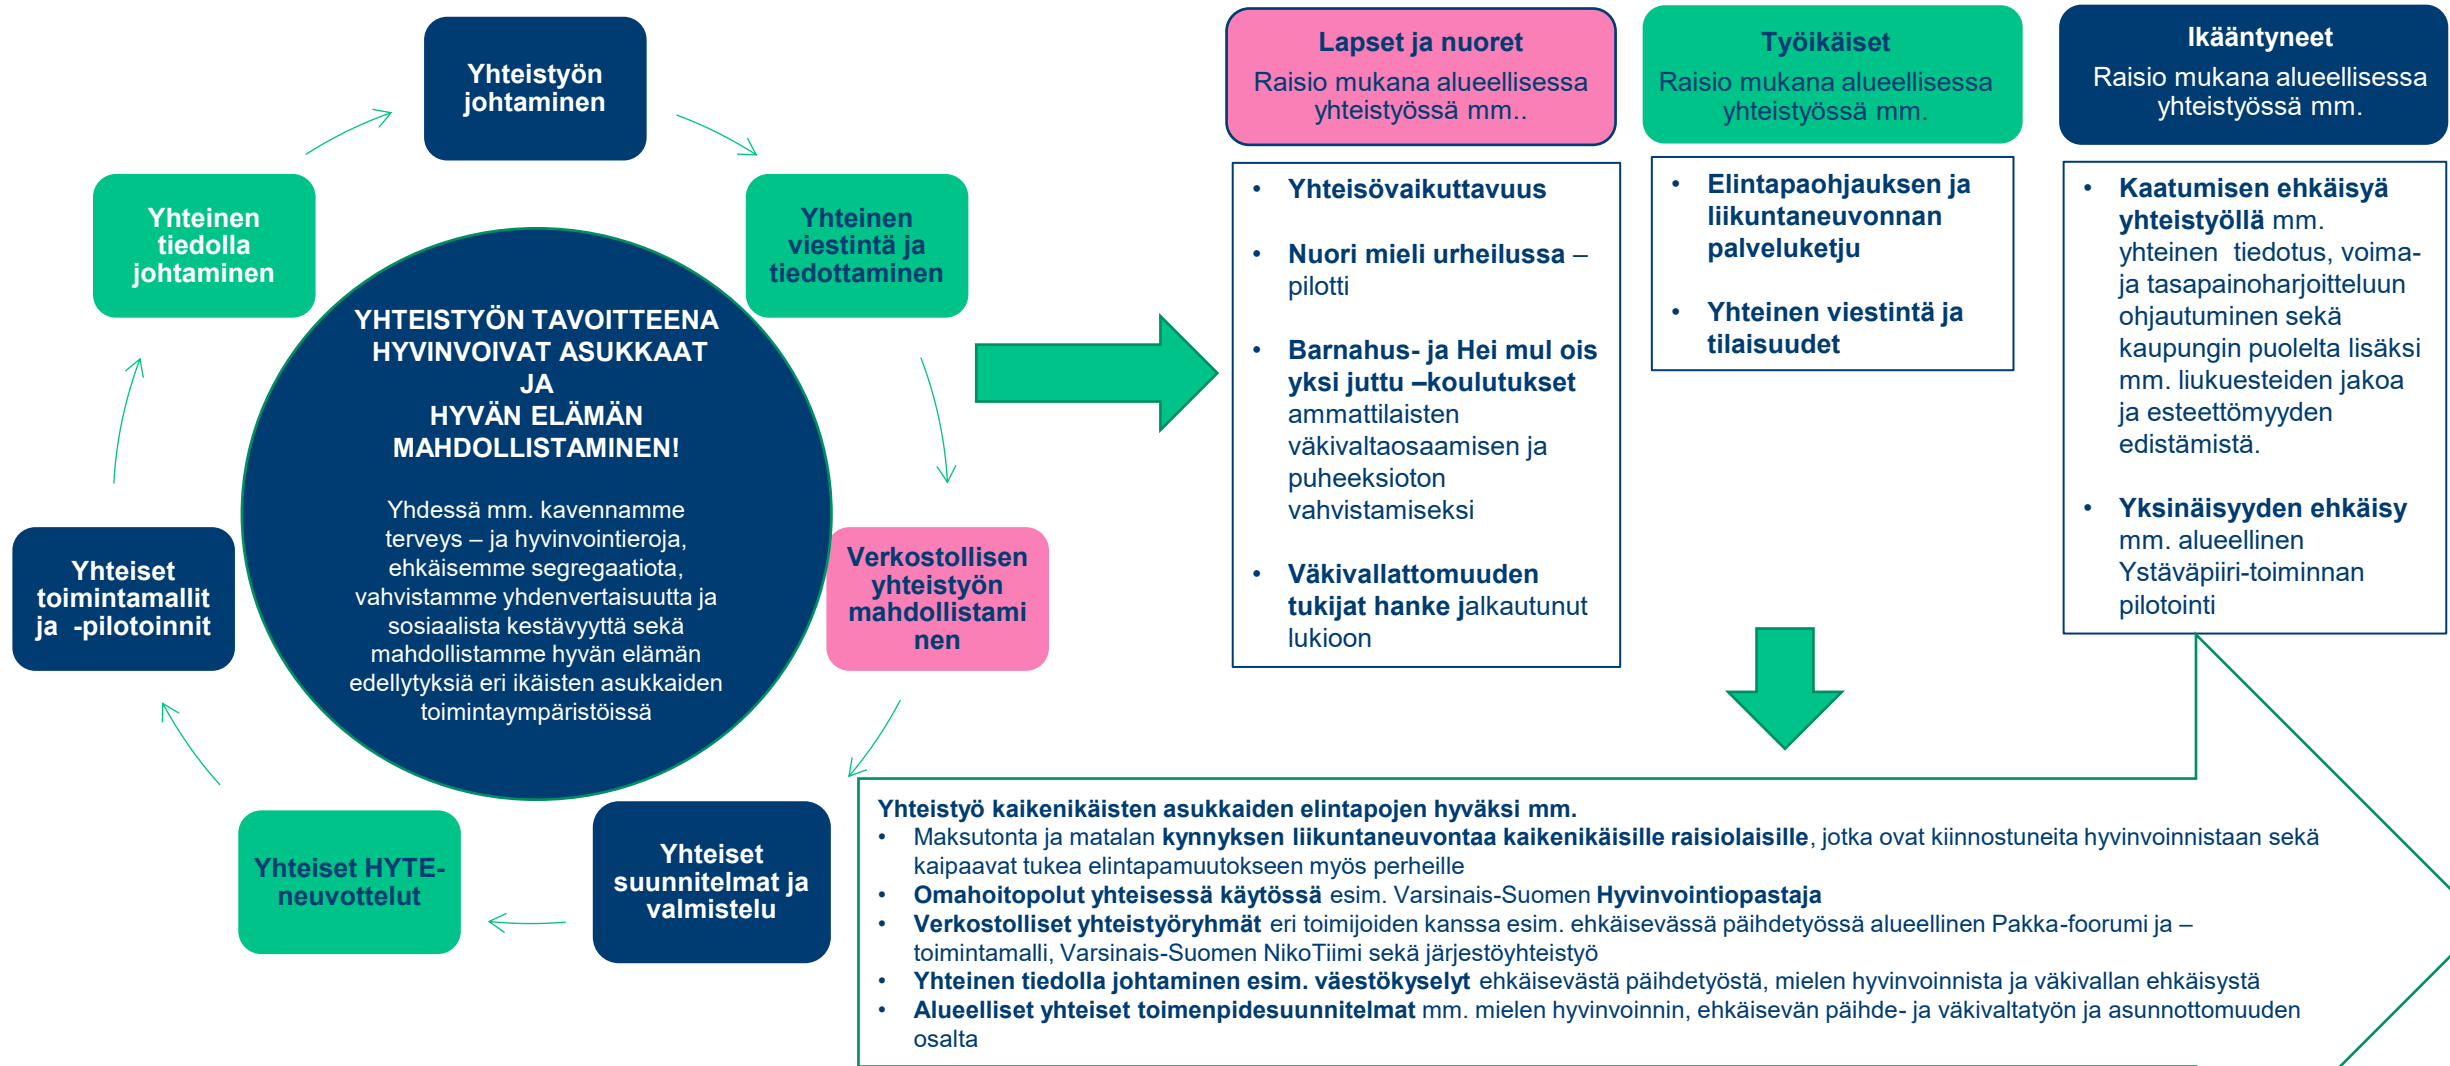 Yhteistyön
johtaminen
Yhteinen
viestintä ja
tiedottaminen
Verkostollisen
yhteistyön
mahdollistami
nen
Yhteiset
suunnitelmat ja
valmistelu
Yhteiset HYTE-
neuvottelut
Yhteiset
toimintamallit
ja -pilotoinnit
Yhteinen
tiedolla
johtaminen
YHTEISTYÖN TAVOITTEENA
HYVINVOIVAT ASUKKAAT
JA
HYVÄN ELÄMÄN
MAHDOLLISTAMINEN!
Yhdessä mm. kavennamme
terveys – ja hyvinvointieroja,
ehkäisemme segregaatiota,
vahvistamme yhdenvertaisuutta ja
sosiaalista kestävyyttä sekä
mahdollistamme hyvän elämän
edellytyksiä eri ikäisten asukkaiden
toimintaympäristöissä
Lapset ja nuoret
Raisio mukana alueellisessa
yhteistyössä mm..
• Yhteisövaikuttavuus
• Nuori mieli urheilussa –
pilotti
• Barnahus- ja Hei mul ois
yksi juttu –koulutukset
ammattilaisten
väkivaltaosaamisen ja
puheeksioton
vahvistamiseksi
• Väkivallattomuuden
tukijat hanke jalkautunut
lukioon
Työikäiset
Raisio mukana alueellisessa
yhteistyössä mm.
• Elintapaohjauksen ja
liikuntaneuvonnan
palveluketju
• Yhteinen viestintä ja
tilaisuudet
Ikääntyneet
Raisio mukana alueellisessa
yhteistyössä mm.
• Kaatumisen ehkäisyä
yhteistyöllä mm.
yhteinen tiedotus, voima-
ja tasapainoharjoitteluun
ohjautuminen sekä
kaupungin puolelta lisäksi
mm. liukuesteiden jakoa
ja esteettömyyden
edistämistä.
• Yksinäisyyden ehkäisy
mm. alueellinen
Ystäväpiiri-toiminnan
pilotointi
Yhteistyö kaikenikäisten asukkaiden elintapojen hyväksi mm.
• Maksutonta ja matalan kynnyksen liikuntaneuvontaa kaikenikäisille raisiolaisille, jotka ovat kiinnostuneita hyvinvoinnistaan sekä
kaipaavat tukea elintapamuutokseen myös perheille
• Omahoitopolut yhteisessä käytössä esim. Varsinais-Suomen Hyvinvointiopastaja
• Verkostolliset yhteistyöryhmät eri toimijoiden kanssa esim. ehkäisevässä päihdetyössä alueellinen Pakka-foorumi ja –
toimintamalli, Varsinais-Suomen NikoTiimi sekä järjestöyhteistyö
• Yhteinen tiedolla johtaminen esim. väestökyselyt ehkäisevästä päihdetyöstä, mielen hyvinvoinnista ja väkivallan ehkäisystä
• Alueelliset yhteiset toimenpidesuunnitelmat mm. mielen hyvinvoinnin, ehkäisevän päihde- ja väkivaltatyön ja asunnottomuuden
osalta